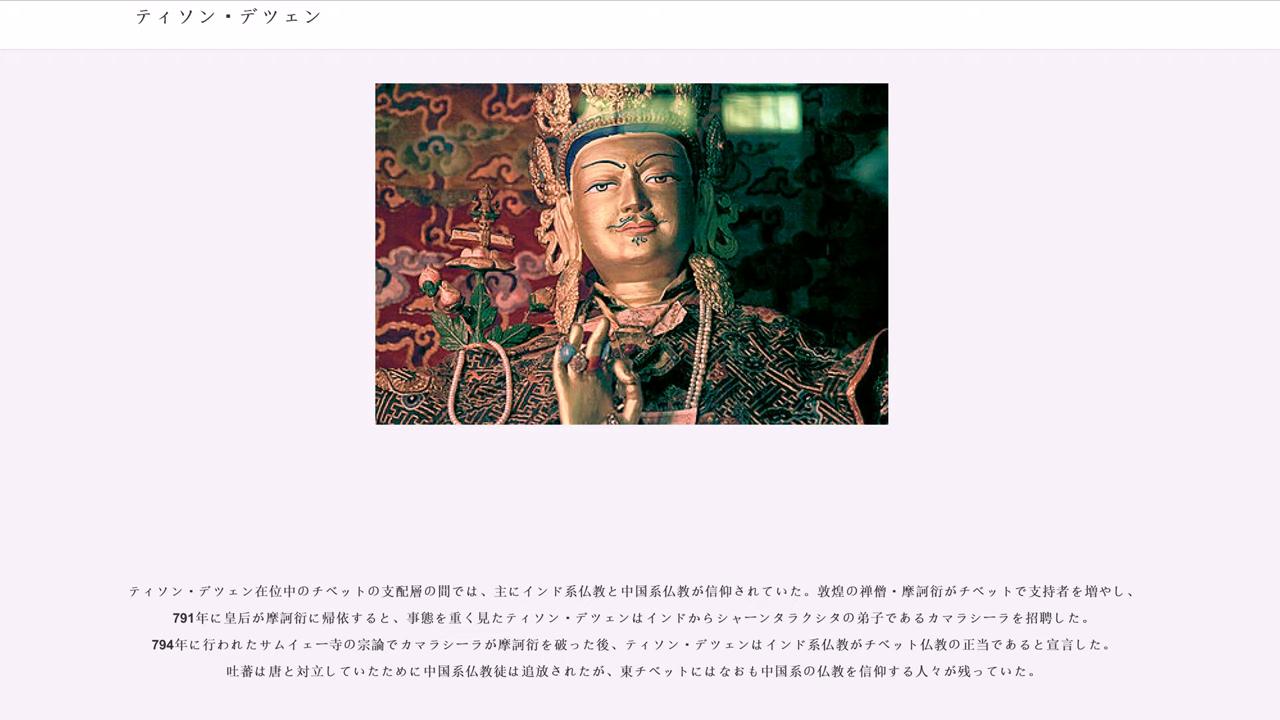 ティソン・デツェン
ティソン・デツェン在位中のチベットの支配層の間では、主にインド系仏教と中国系仏教が信仰されていた。敦煌の禅僧・摩訶衍がチベットで支持者を増やし、
791年に皇后が摩訶衍に帰依すると、事態を重く見たティソン・デツェンはインドからシャーンタラクシタの弟子であるカマラシーラを招聘した。
794年に行われたサムイェー寺の宗論でカマラシーラが摩訶衍を破った後、ティソン・デツェンはインド系仏教がチベット仏教の正当であると宣言した。
吐蕃は唐と対立していたために中国系仏教徒は追放されたが、東チベットにはなおも中国系の仏教を信仰する人々が残っていた。